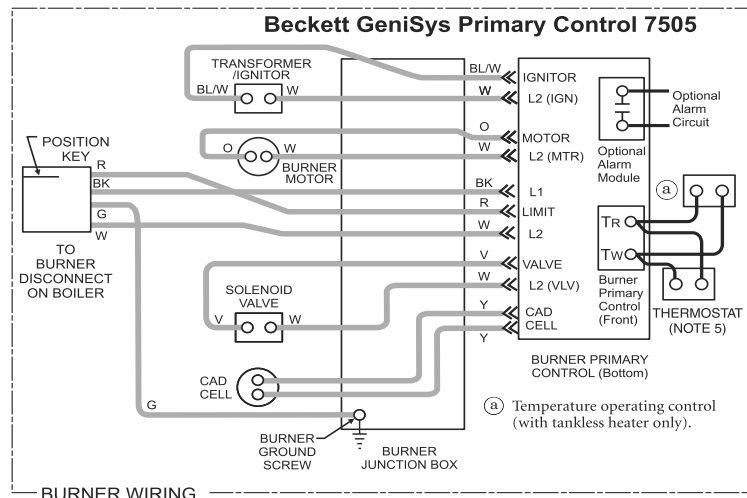 Beckett GeniSys Primary Control 7505
TRANSFORMER
/IGNITOR
BL/W
W
BL/W
W
IGNITOR
L2 (IGN)
Optional
Alarm
Circuit
Optional
Alarm
Module
O
W
BURNER
MOTOR
O
W
MOTOR
L2 (MTR)
POSITION
KEY
R
BK
G
W
TO
BURNER
DISCONNECT
ON BOILER
BK
R
W
L1
LIMIT
L2
a
TR
TW
Burner
Primary
Control
(Front)
THERMOSTAT
(NOTE 5)
SOLENOID
VALVE
V
W
V
W
VALVE
L2 (VLV)
Y
Y
CAD
CELL
CAD
CELL
G
BURNER
GROUND
SCREW
BURNER
JUNCTION BOX
BURNER PRIMARY
CONTROL (Bottom)
a Temperature operating control
(with tankless heater only).
BURNER WIRING